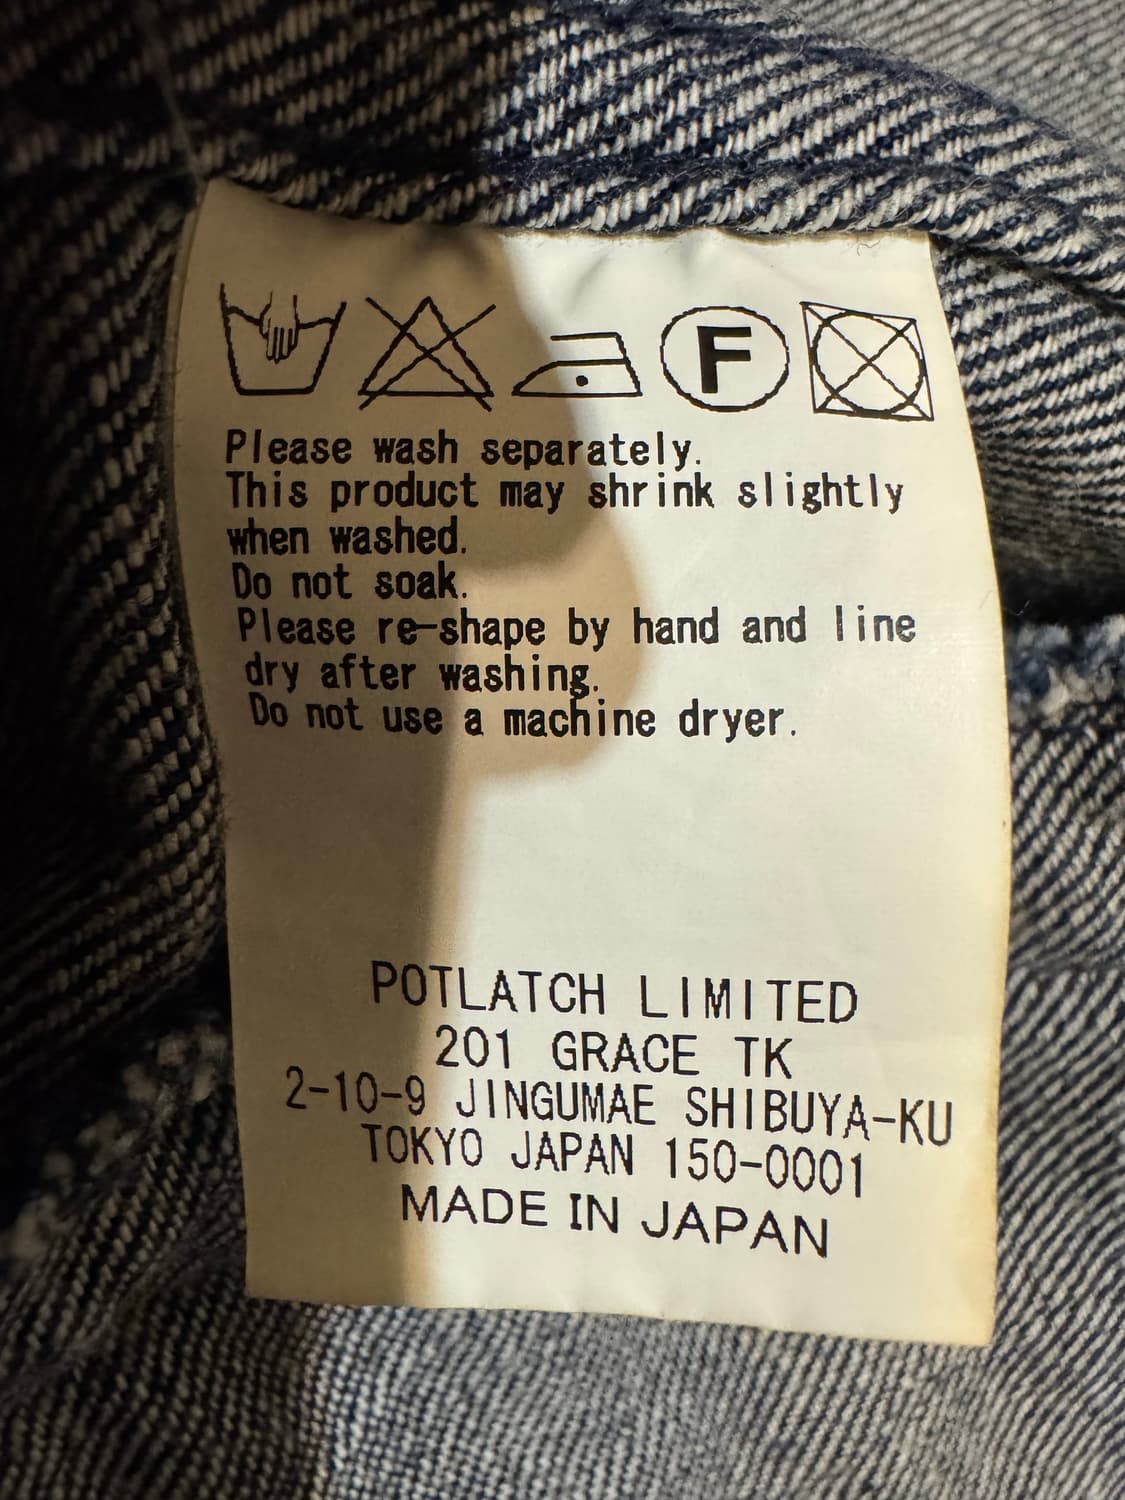 F
Please wash separately.
This product may shrink slightly
when washed.
Do not soak.
Please re-shape by hand and line
dry after washing.
Do not use a machine dryer.
POTLATCH LIMITED
201 GRACE TK
2-10-9 JINGUMAE SHIBUYA-KU
TOKYO JAPAN 150-0001
MADE IN JAPAN